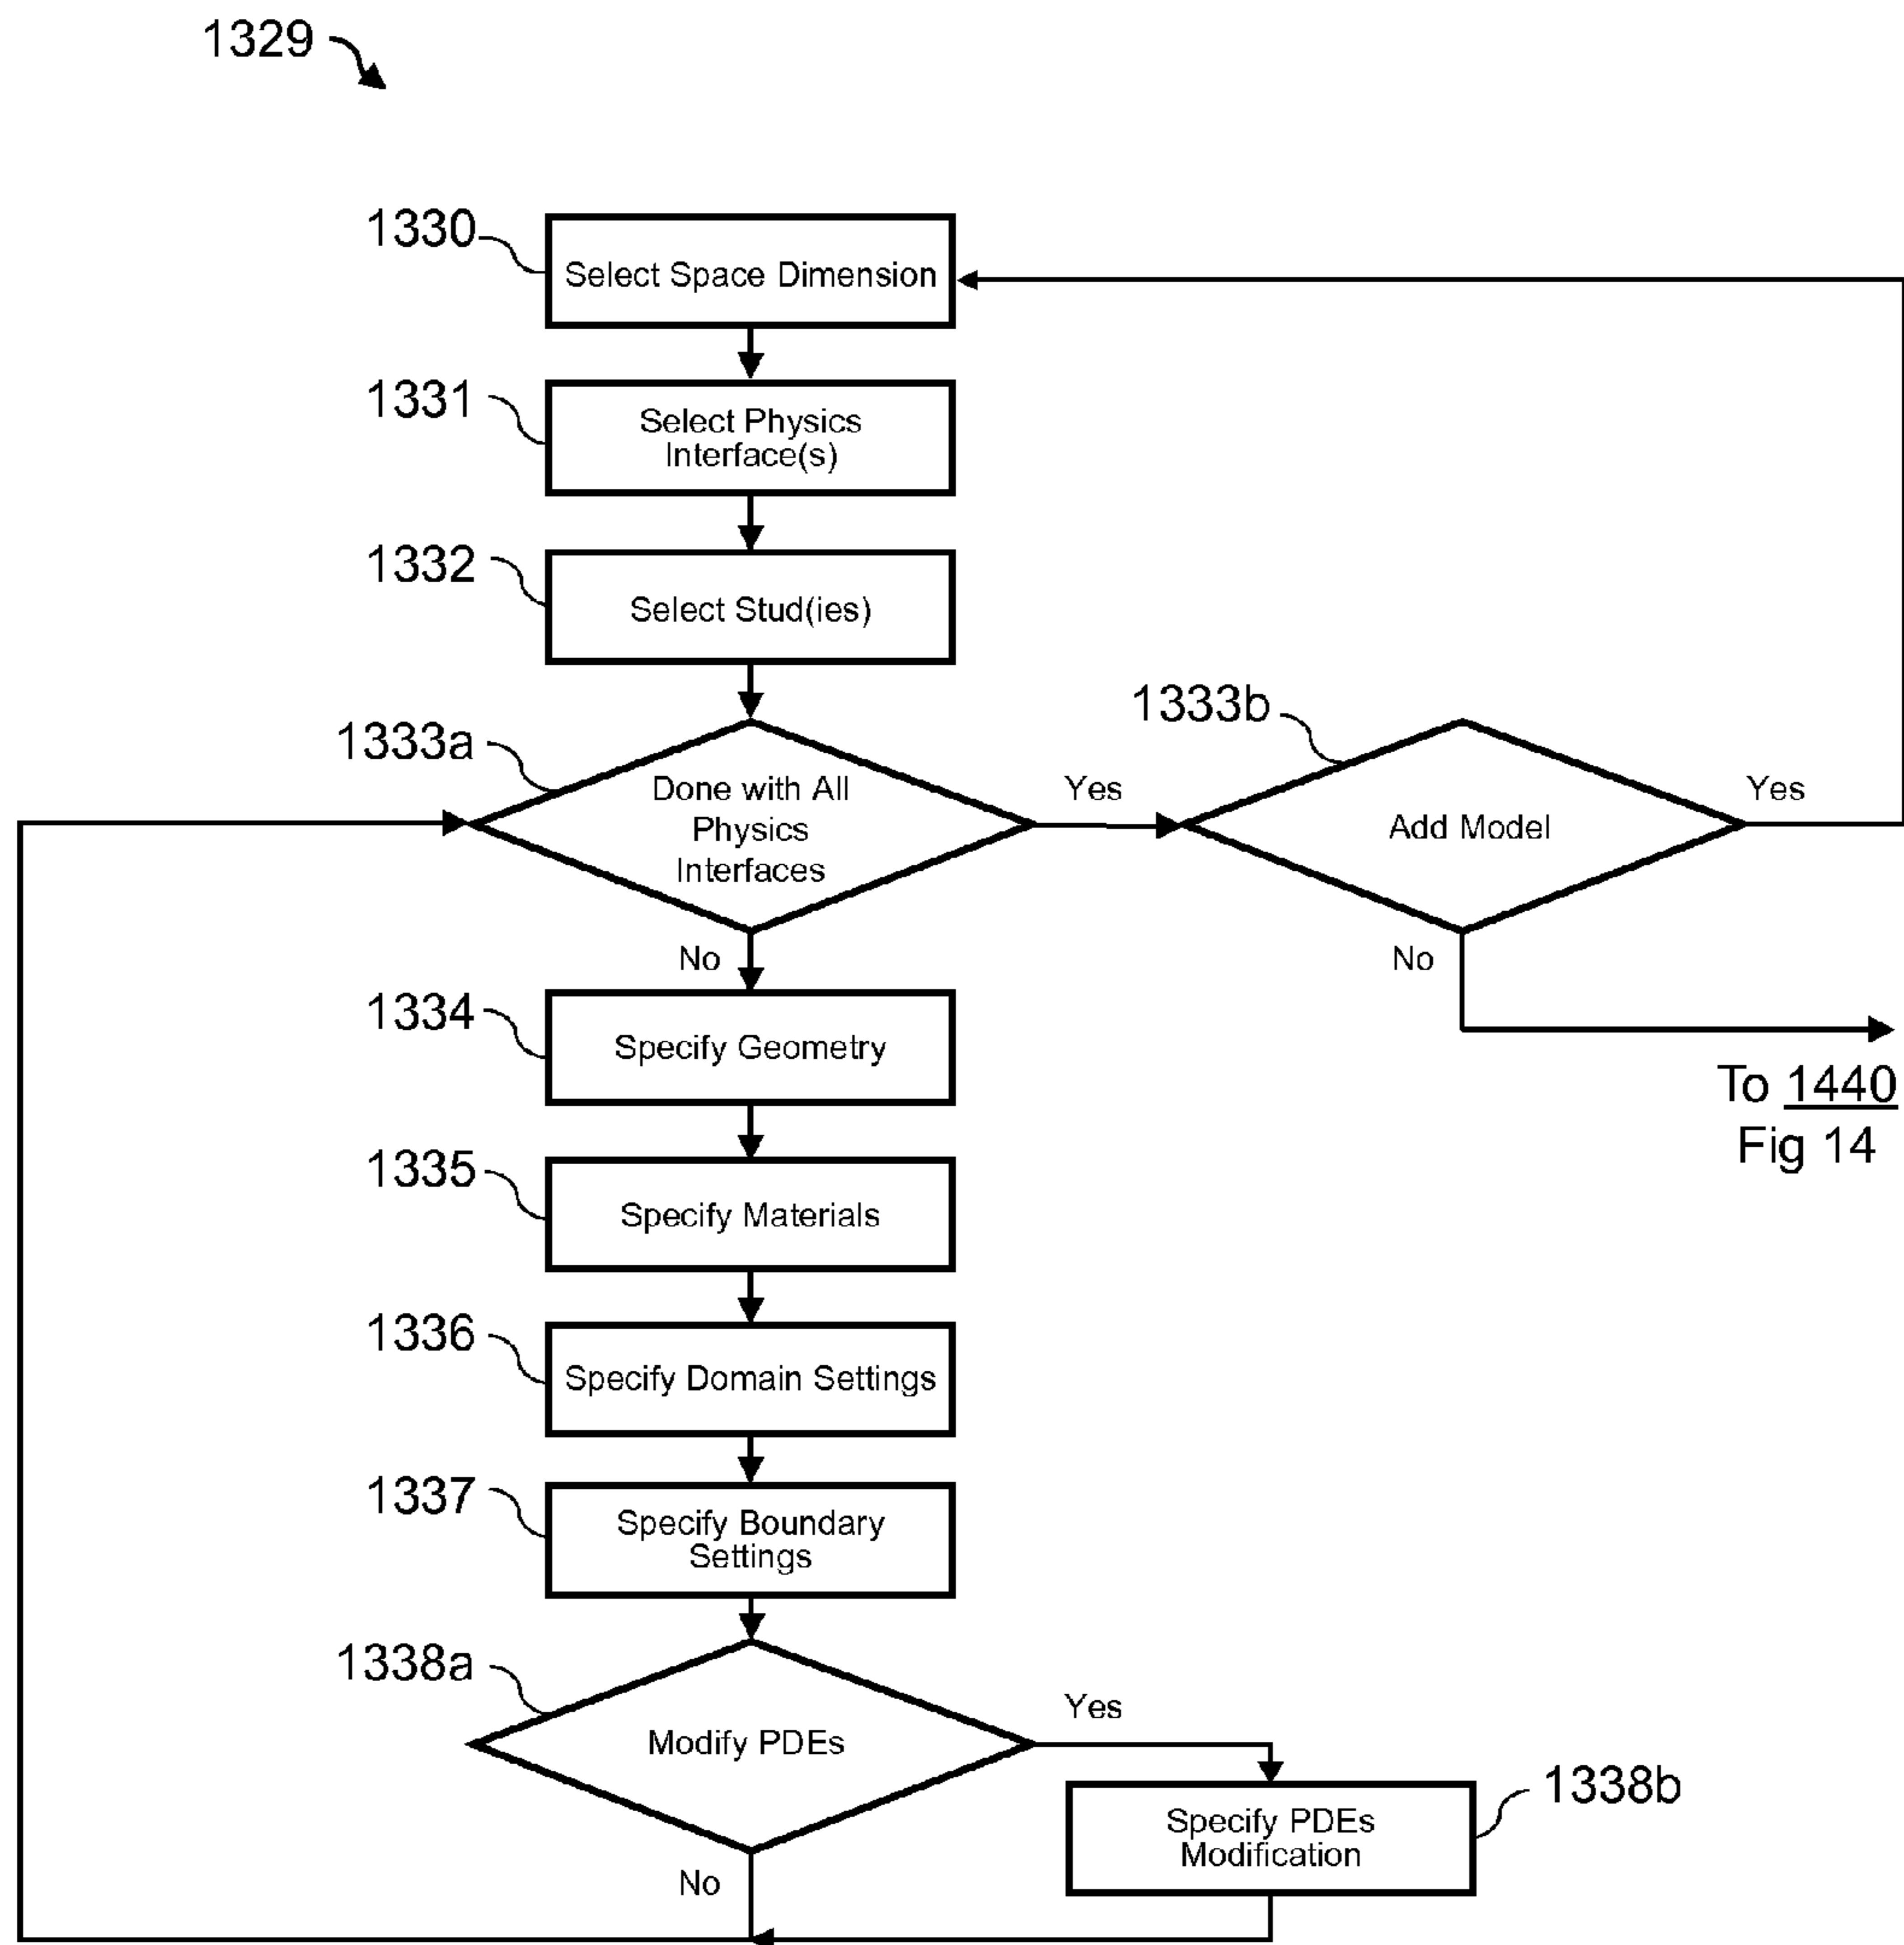 1329
1330
Select Space Dimension
1331
Select Physics
Interface(s)
1332
Select Stud(ies)
1333a
Done with All
Physics
Interfaces
Yes
1333b
Add Model
Yes
No
No
To 1440
Fig 14
1334
Specify Geometry
1335
Specify Materials
1336
Specify Domain Settings
1337
Specify Boundary
Settings
1338a
Modify PDEs
Yes
1338b
Specify PDEs
Modification
No